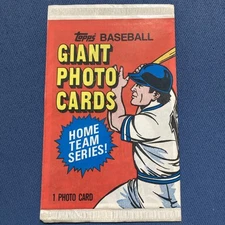 Topps BASEBALL
GIANT
PHOTO
CARDS
HOME
TEAM
SERIES!
1 PHOTO CARD